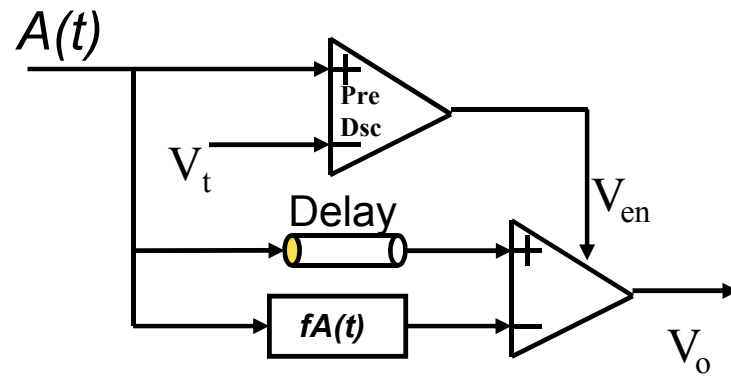 A(t)
+
Pre
Dsc
−
V_t
Delay
V_en
+
fA(t)
−
V_o